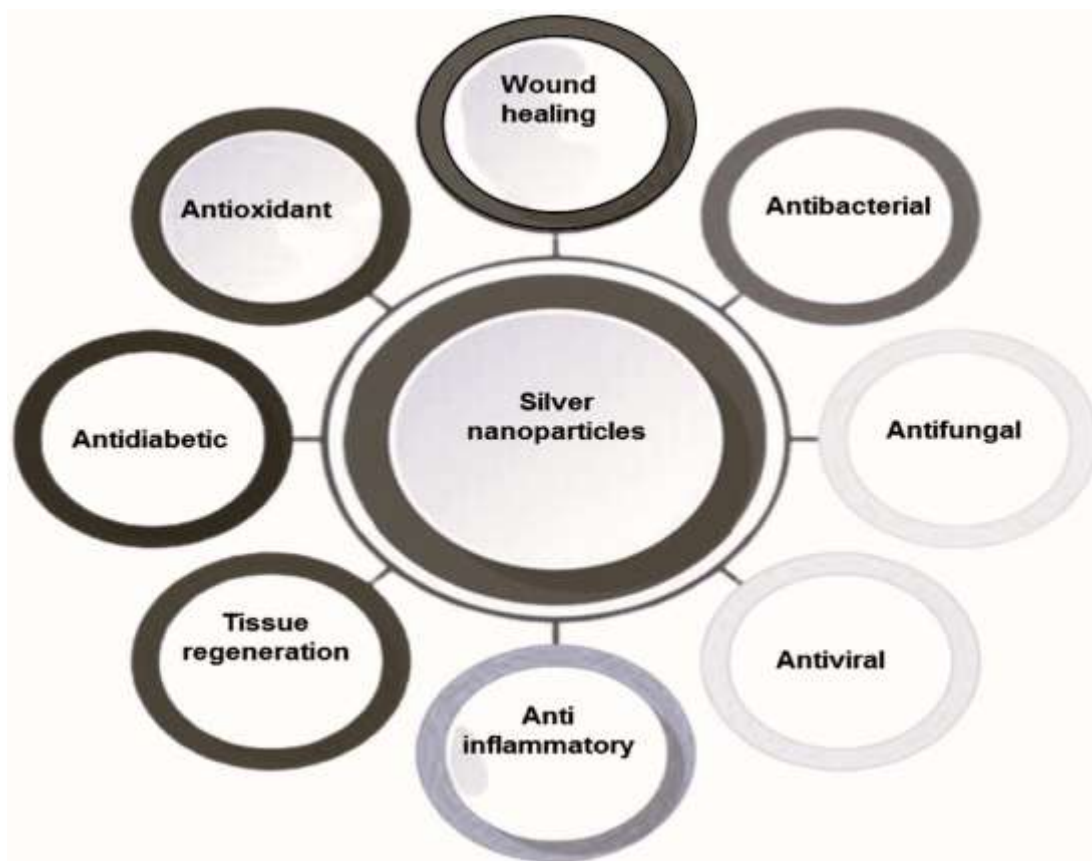 Wound
healing
Antioxidant
Antibacterial
Silver
nanoparticles
Antidiabetic
Antifungal
Tissue
regeneration
Antiviral
Anti
inflammatory